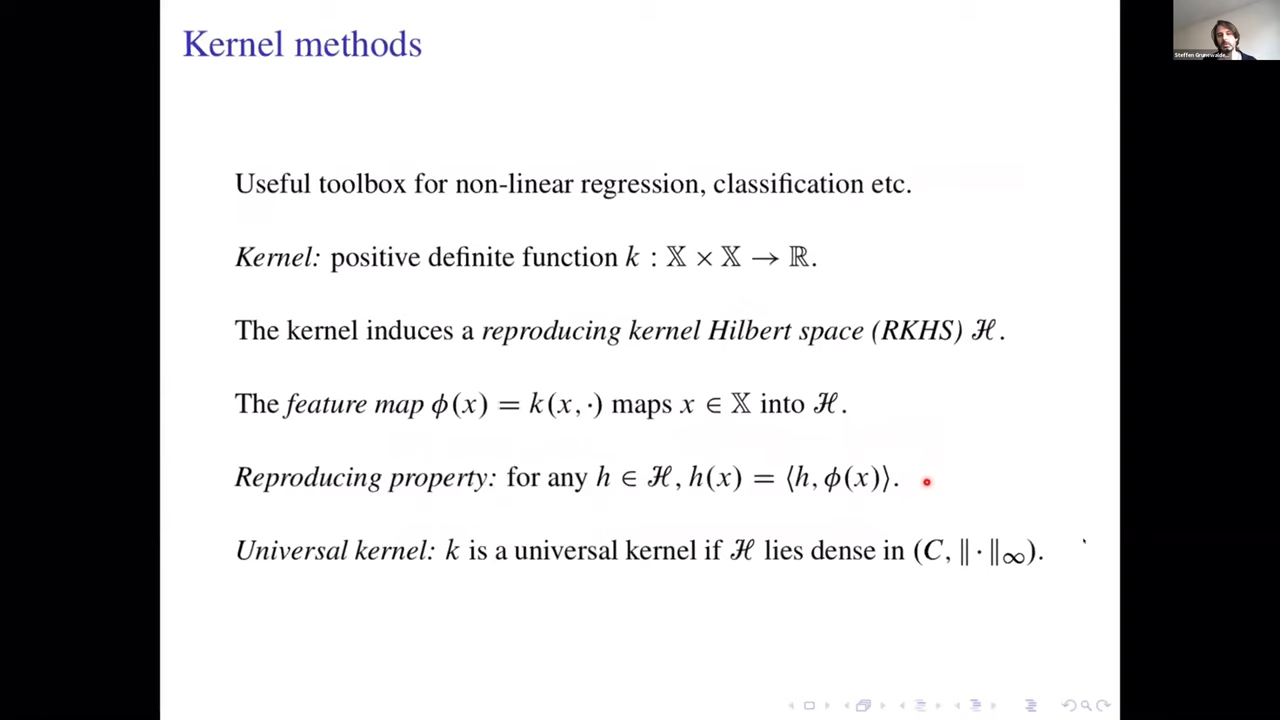 Kernel methods
Steffen Grunewalde...
Useful toolbox for non-linear regression, classification etc.
Kernel: positive definite function k : 𝕏 × 𝕏 → ℝ.
The kernel induces a reproducing kernel Hilbert space (RKHS) ℋ.
The feature map ϕ(x) = k(x, ·) maps x ∈ 𝕏 into ℋ.
Reproducing property: for any h ∈ ℋ, h(x) = ⟨h, ϕ(x)⟩.
Universal kernel: k is a universal kernel if ℋ lies dense in (C, ‖ · ‖∞).